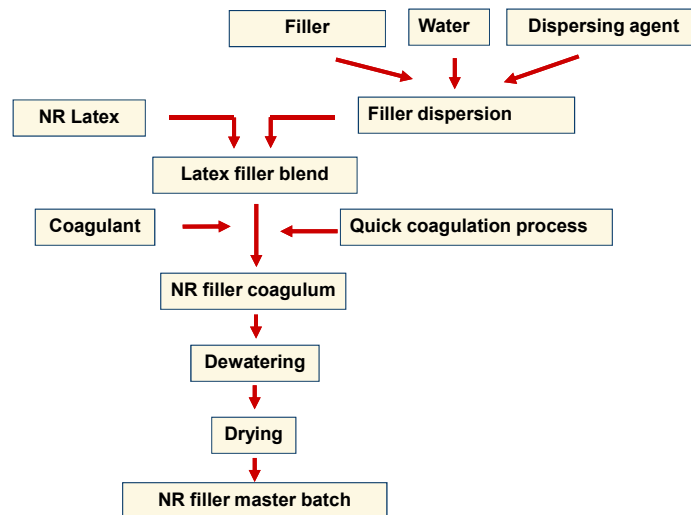 Filler
Water
Dispersing agent
NR Latex
Filler dispersion
Latex filler blend
Coagulant
Quick coagulation process
NR filler coagulum
Dewatering
Drying
NR filler master batch